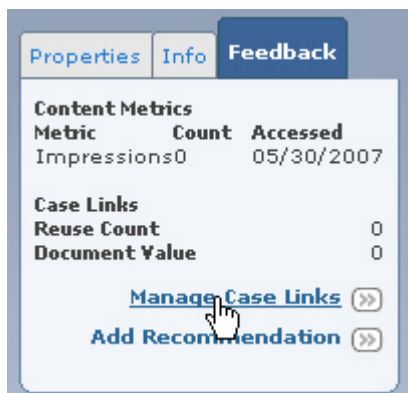 Properties Info Feedback
Content Metrics
Metric Count Accessed
Impressions0 05/30/2007
Case Links
Reuse Count 0
Document Value 0
Manage Case Links
Add Recommendation